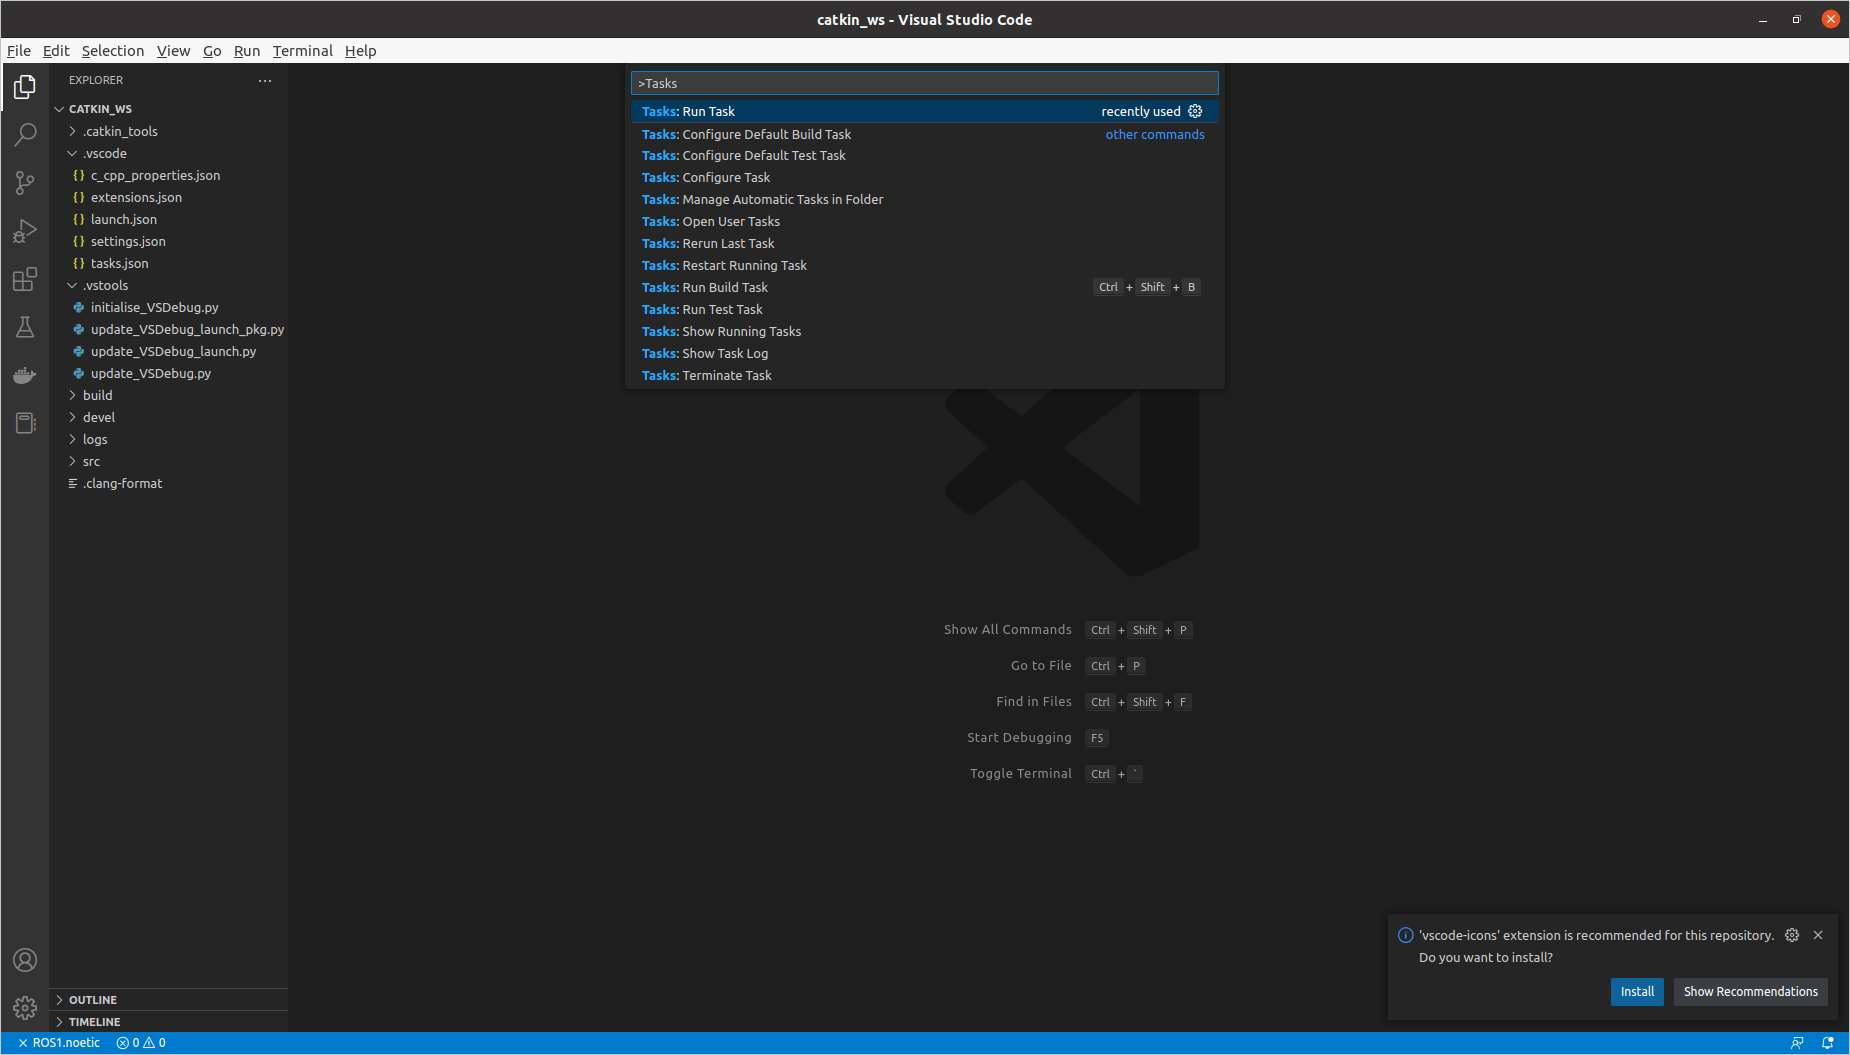 catkin_ws - Visual Studio Code
File Edit Selection View Go Run Terminal Help
EXPLORER
CATKIN_WS
.catkin_tools
.vscode
c_cpp_properties.json
extensions.json
launch.json
settings.json
tasks.json
.vstools
initialise_VSDebug.py
update_VSDebug_launch_pkg.py
update_VSDebug_launch.py
update_VSDebug.py
build
devel
logs
src
.clang-format
OUTLINE
TIMELINE
>Tasks
Tasks: Run Task recently used
Tasks: Configure Default Build Task other commands
Tasks: Configure Default Test Task
Tasks: Configure Task
Tasks: Manage Automatic Tasks in Folder
Tasks: Open User Tasks
Tasks: Rerun Last Task
Tasks: Restart Running Task
Tasks: Run Build Task Ctrl + Shift + B
Tasks: Run Test Task
Tasks: Show Running Tasks
Tasks: Show Task Log
Tasks: Terminate Task
Show All Commands Ctrl + Shift + P
Go to File Ctrl + P
Find in Files Ctrl + Shift + F
Start Debugging F5
Toggle Terminal Ctrl + `
'vscode-icons' extension is recommended for this repository.
Do you want to install?
Install Show Recommendations
ROS1.noetic 0 0